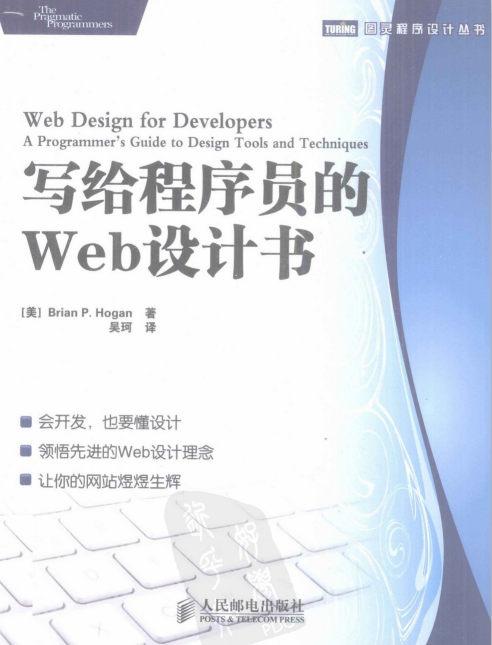 The
Pragmatic
Programmers
TURING 图灵程序设计丛书
Web Design for Developers
A Programmer's Guide to Design Tools and Techniques
写给程序员的
Web设计书
[美] Brian P. Hogan 著
吴珂 译
会开发，也要懂设计
领悟先进的Web设计理念
让你的网站煜煜生辉
人民邮电出版社
POSTS & TELECOM PRESS